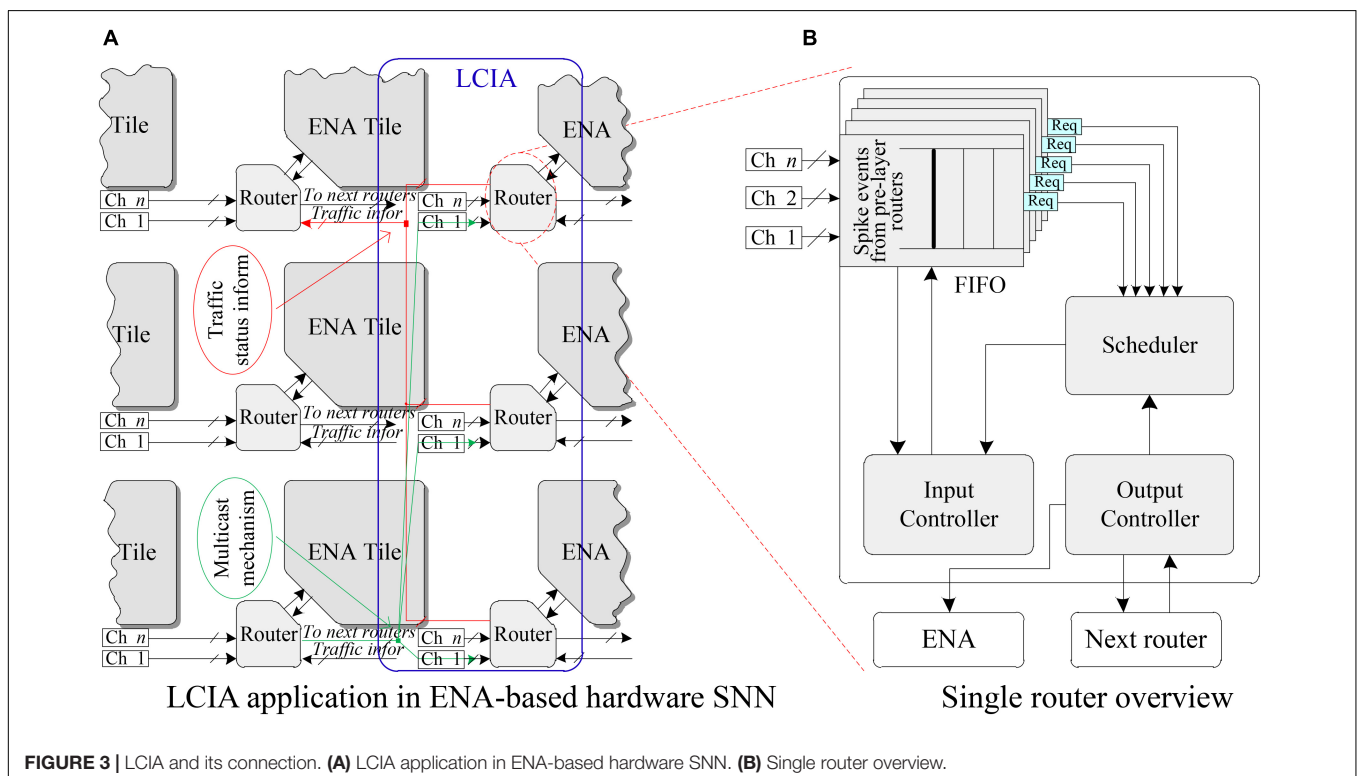 A
B
LCIA
Tile
ENA Tile
ENA
Router
To next routers
Traffic infor
Router
Ch n
Ch 1
Ch n
Ch 1
Traffic
status inform
Tile
ENA Tile
ENA
Router
To next routers
Traffic infor
Router
Ch n
Ch 1
Ch n
Ch 1
Multicast
mechanism
Tile
ENA Tile
ENA
Router
To next routers
Traffic infor
Router
Ch n
Ch 1
Ch n
Ch 1
LCIA application in ENA-based hardware SNN
Ch n
Ch 2
Ch 1
Spike events
from pre-layer
routers
Req
Req
Req
Req
Req
FIFO
Scheduler
Input
Controller
Output
Controller
ENA
Next router
Single router overview
FIGURE 3 | LCIA and its connection. (A) LCIA application in ENA-based hardware SNN. (B) Single router overview.